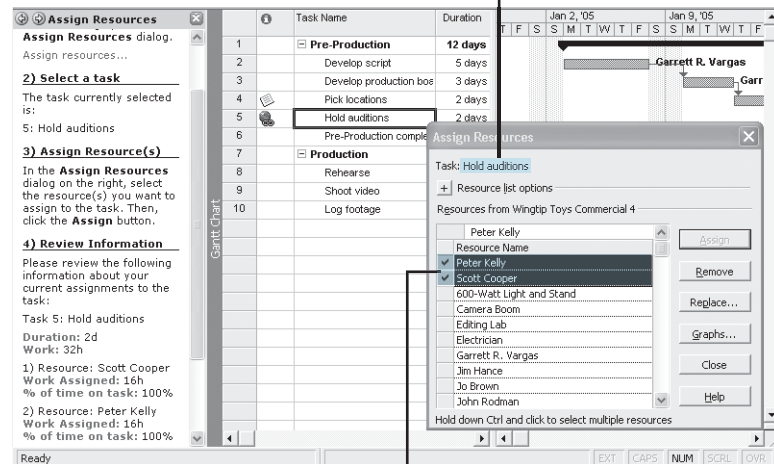 Assign Resources
Assign Resources dialog.
Assign resources...
2) Select a task
The task currently selected
is:
5: Hold auditions
3) Assign Resource(s)
In the Assign Resources
dialog on the right, select
the resource(s) you want to
assign to the task. Then,
click the Assign button.
4) Review Information
Please review the following
information about your
current assignments to the
task:
Task 5: Hold auditions
Duration: 2d
Work: 32h
1) Resource: Scott Cooper
Work Assigned: 16h
% of time on task: 100%
2) Resource: Peter Kelly
Work Assigned: 16h
% of time on task: 100%
Gantt Chart
Task Name Duration
Jan 2, '05 Jan 9, '05
T F S S M T W T F S S M T W T F
1 Pre-Production 12 days
2 Develop script 5 days
Garrett R. Vargas
3 Develop production boa 3 days
Garr
4 Pick locations 2 days
5 Hold auditions 2 days
6 Pre-Production comple
7 Production
8 Rehearse
9 Shoot video
10 Log footage
Assign Resources
Task: Hold auditions
+ Resource list options
Resources from Wingtip Toys Commercial 4
Peter Kelly
Resource Name
Peter Kelly
Scott Cooper
600-Watt Light and Stand
Camera Boom
Editing Lab
Electrician
Garrett R. Vargas
Jim Hance
Jo Brown
John Rodman
Assign
Remove
Replace...
Graphs...
Close
Help
Hold down Ctrl and click to select multiple resources
Ready
EXT CAPS NUM SCRL OVR